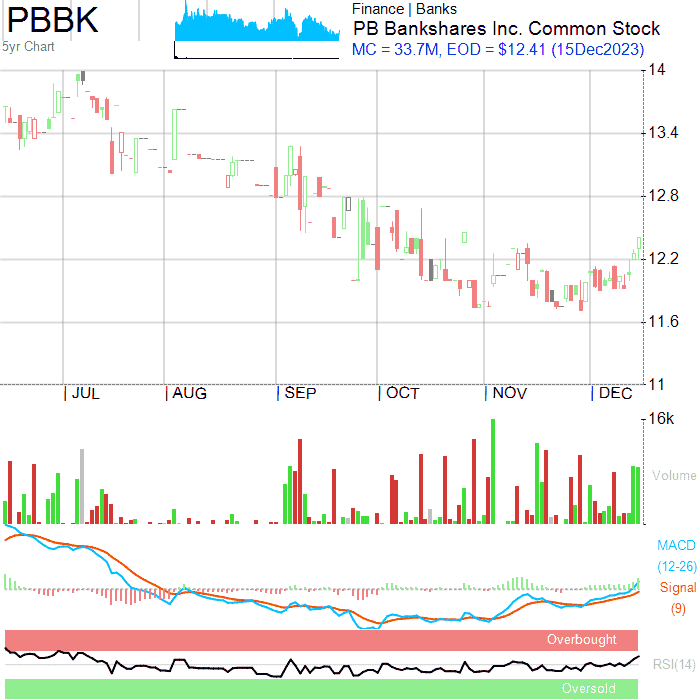 PBBK
5yr Chart
Finance | Banks
PB Bankshares Inc. Common Stock
MC = 33.7M, EOD = $12.41 (15Dec2023)
14
13.4
12.8
12.2
11.6
11
JUL AUG SEP OCT NOV DEC
16k
Volume
MACD
(12-26)
Signal
(9)
Overbought
RSI(14)
Oversold